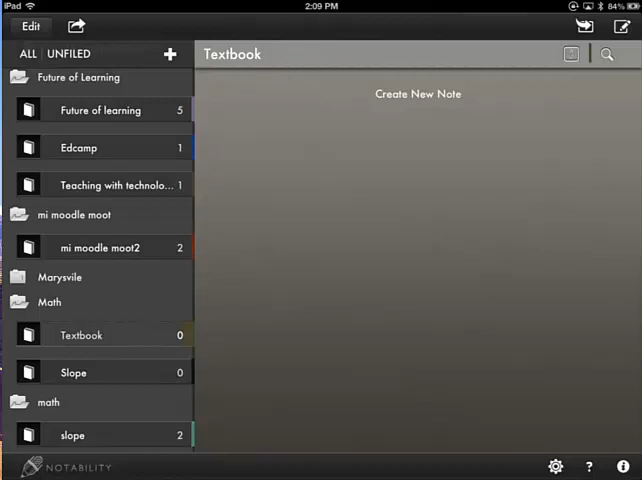 iPad
2:09 PM
84%
Edit
ALL
UNFILED
+
Textbook
Future of Learning
Create New Note
Future of learning 5
Edcamp 1
Teaching with technolo... 1
mi moodle moot
mi moodle moot2 2
Marysvile
Math
Textbook 0
Slope 0
math
slope 2
NOTABILITY
?